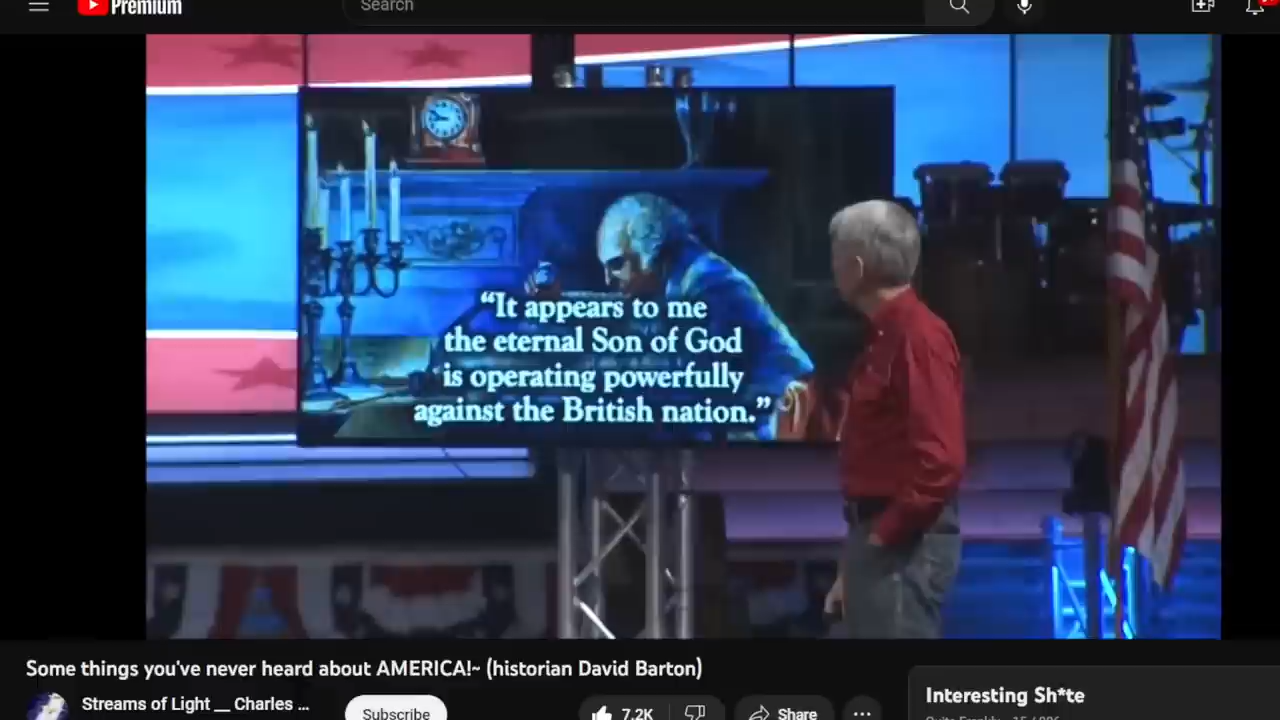 Premium
Search
“It appears to me
the eternal Son of God
is operating powerfully
against the British nation.”
Some things you've never heard about AMERICA!~ (historian David Barton)
Streams of Light __ Charles ...
Subscribe
7.2K
Share
...
Interesting Sh*te